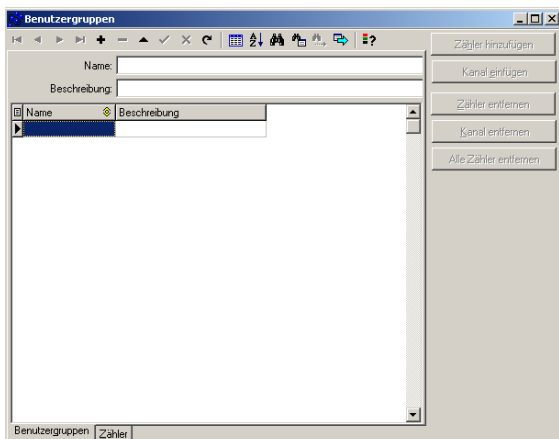 Benutzergruppen
Zähler hinzufügen
Name:
Kanal einfügen
Beschreibung:
Name Beschreibung
Zähler entfernen
Kanal entfernen
Alle Zähler entfernen
Benutzergruppen Zähler